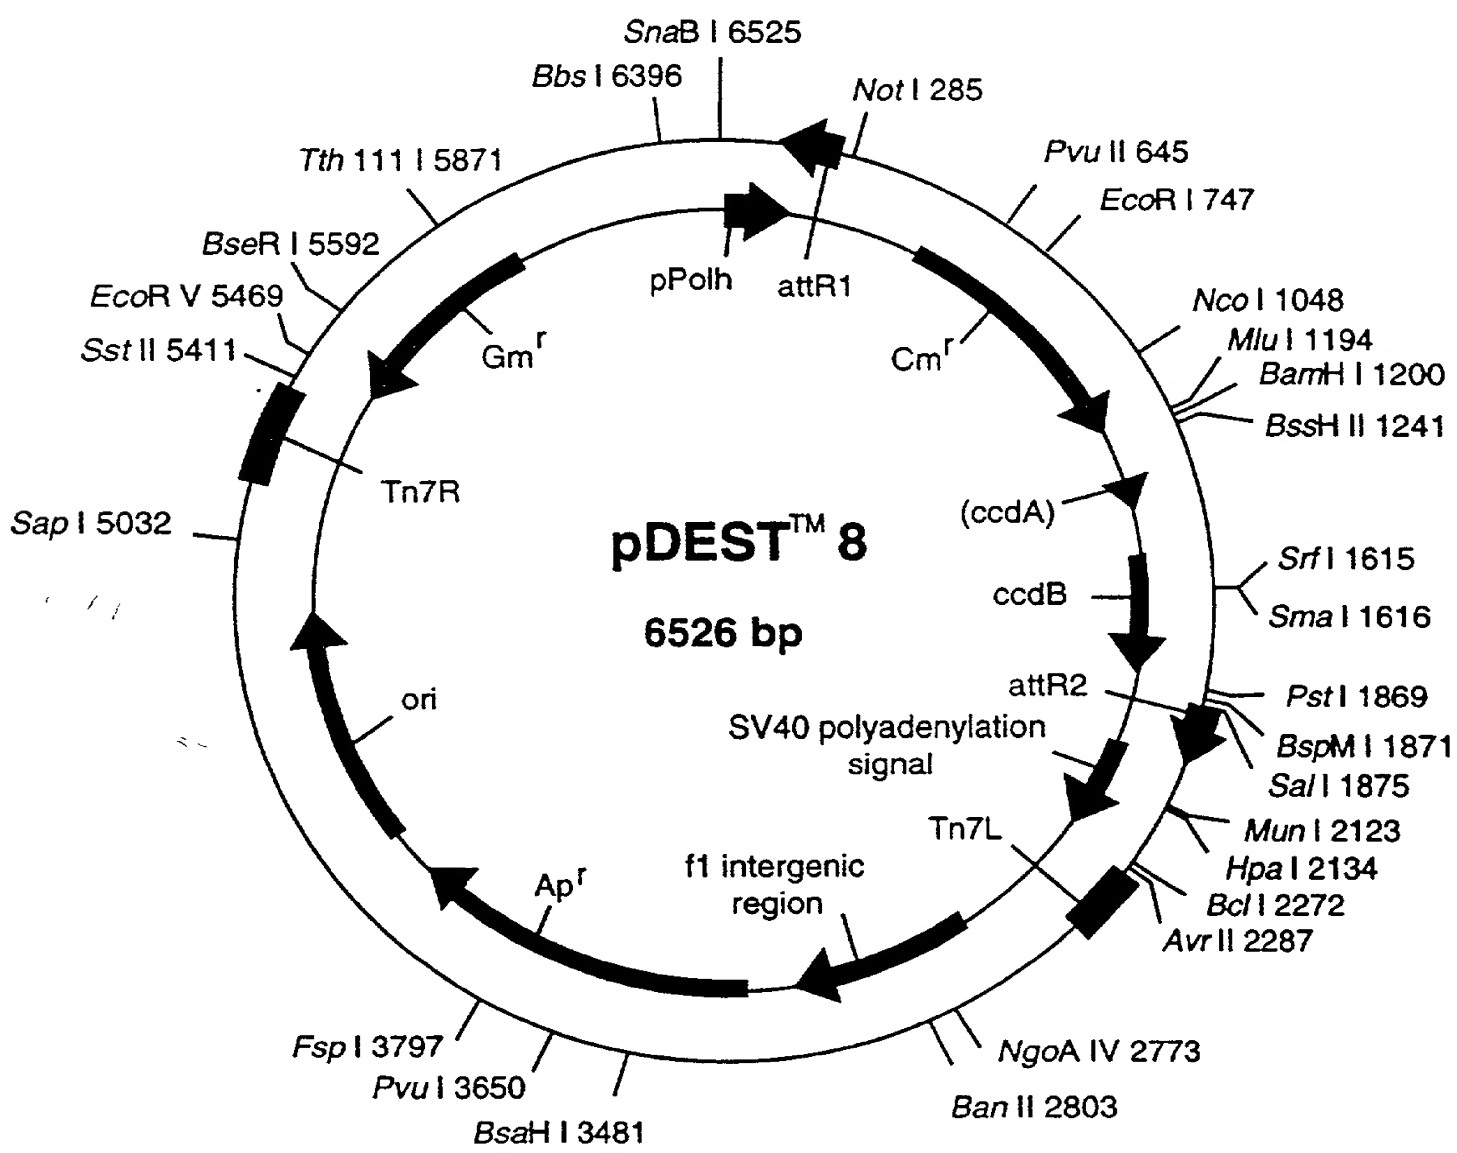 SnaB I 6525
Bbs I 6396
Not I 285
Tth 111 I 5871
Pvu II 645
EcoR I 747
BseR I 5592
EcoR V 5469
Sst II 5411
pPolh
attR1
Nco I 1048
Mlu I 1194
BamH I 1200
BssH II 1241
Gmr
Cmr
Tn7R
Sap I 5032
(ccdA)
pDEST™ 8
6526 bp
ccdB
Srf I 1615
Sma I 1616
attR2
Pst I 1869
BspM I 1871
Sal I 1875
ori
SV40 polyadenylation
signal
Tn7L
Mun I 2123
Hpa I 2134
Bcl I 2272
Avr II 2287
f1 intergenic
region
Apr
Fsp I 3797
Pvu I 3650
BsaH I 3481
NgoA IV 2773
Ban II 2803